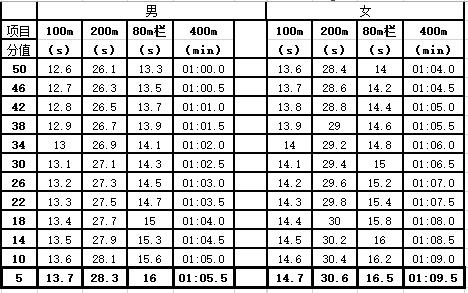 男 女
项目 100m 200m 80m栏 400m 100m 200m 80m栏 400m
分值 (s) (s) (s) (min) (s) (s) (s) (min)
50 12.6 26.1 13.3 01:00.0 13.6 28.4 14 01:04.0
46 12.7 26.3 13.5 01:00.5 13.7 28.6 14.2 01:04.5
42 12.8 26.5 13.7 01:01.0 13.8 28.8 14.4 01:05.0
38 12.9 26.7 13.9 01:01.5 13.9 29 14.6 01:05.5
34 13 26.9 14.1 01:02.0 14 29.2 14.8 01:06.0
30 13.1 27.1 14.3 01:02.5 14.1 29.4 15 01:06.5
26 13.2 27.3 14.5 01:03.0 14.2 29.6 15.2 01:07.0
22 13.3 27.5 14.7 01:03.5 14.3 29.8 15.4 01:07.5
18 13.4 27.7 15 01:04.0 14.4 30 15.8 01:08.0
14 13.5 27.9 15.3 01:04.5 14.5 30.2 16 01:08.5
10 13.6 28.1 15.6 01:05.0 14.6 30.4 16.2 01:09.0
5 13.7 28.3 16 01:05.5 14.7 30.6 16.5 01:09.5